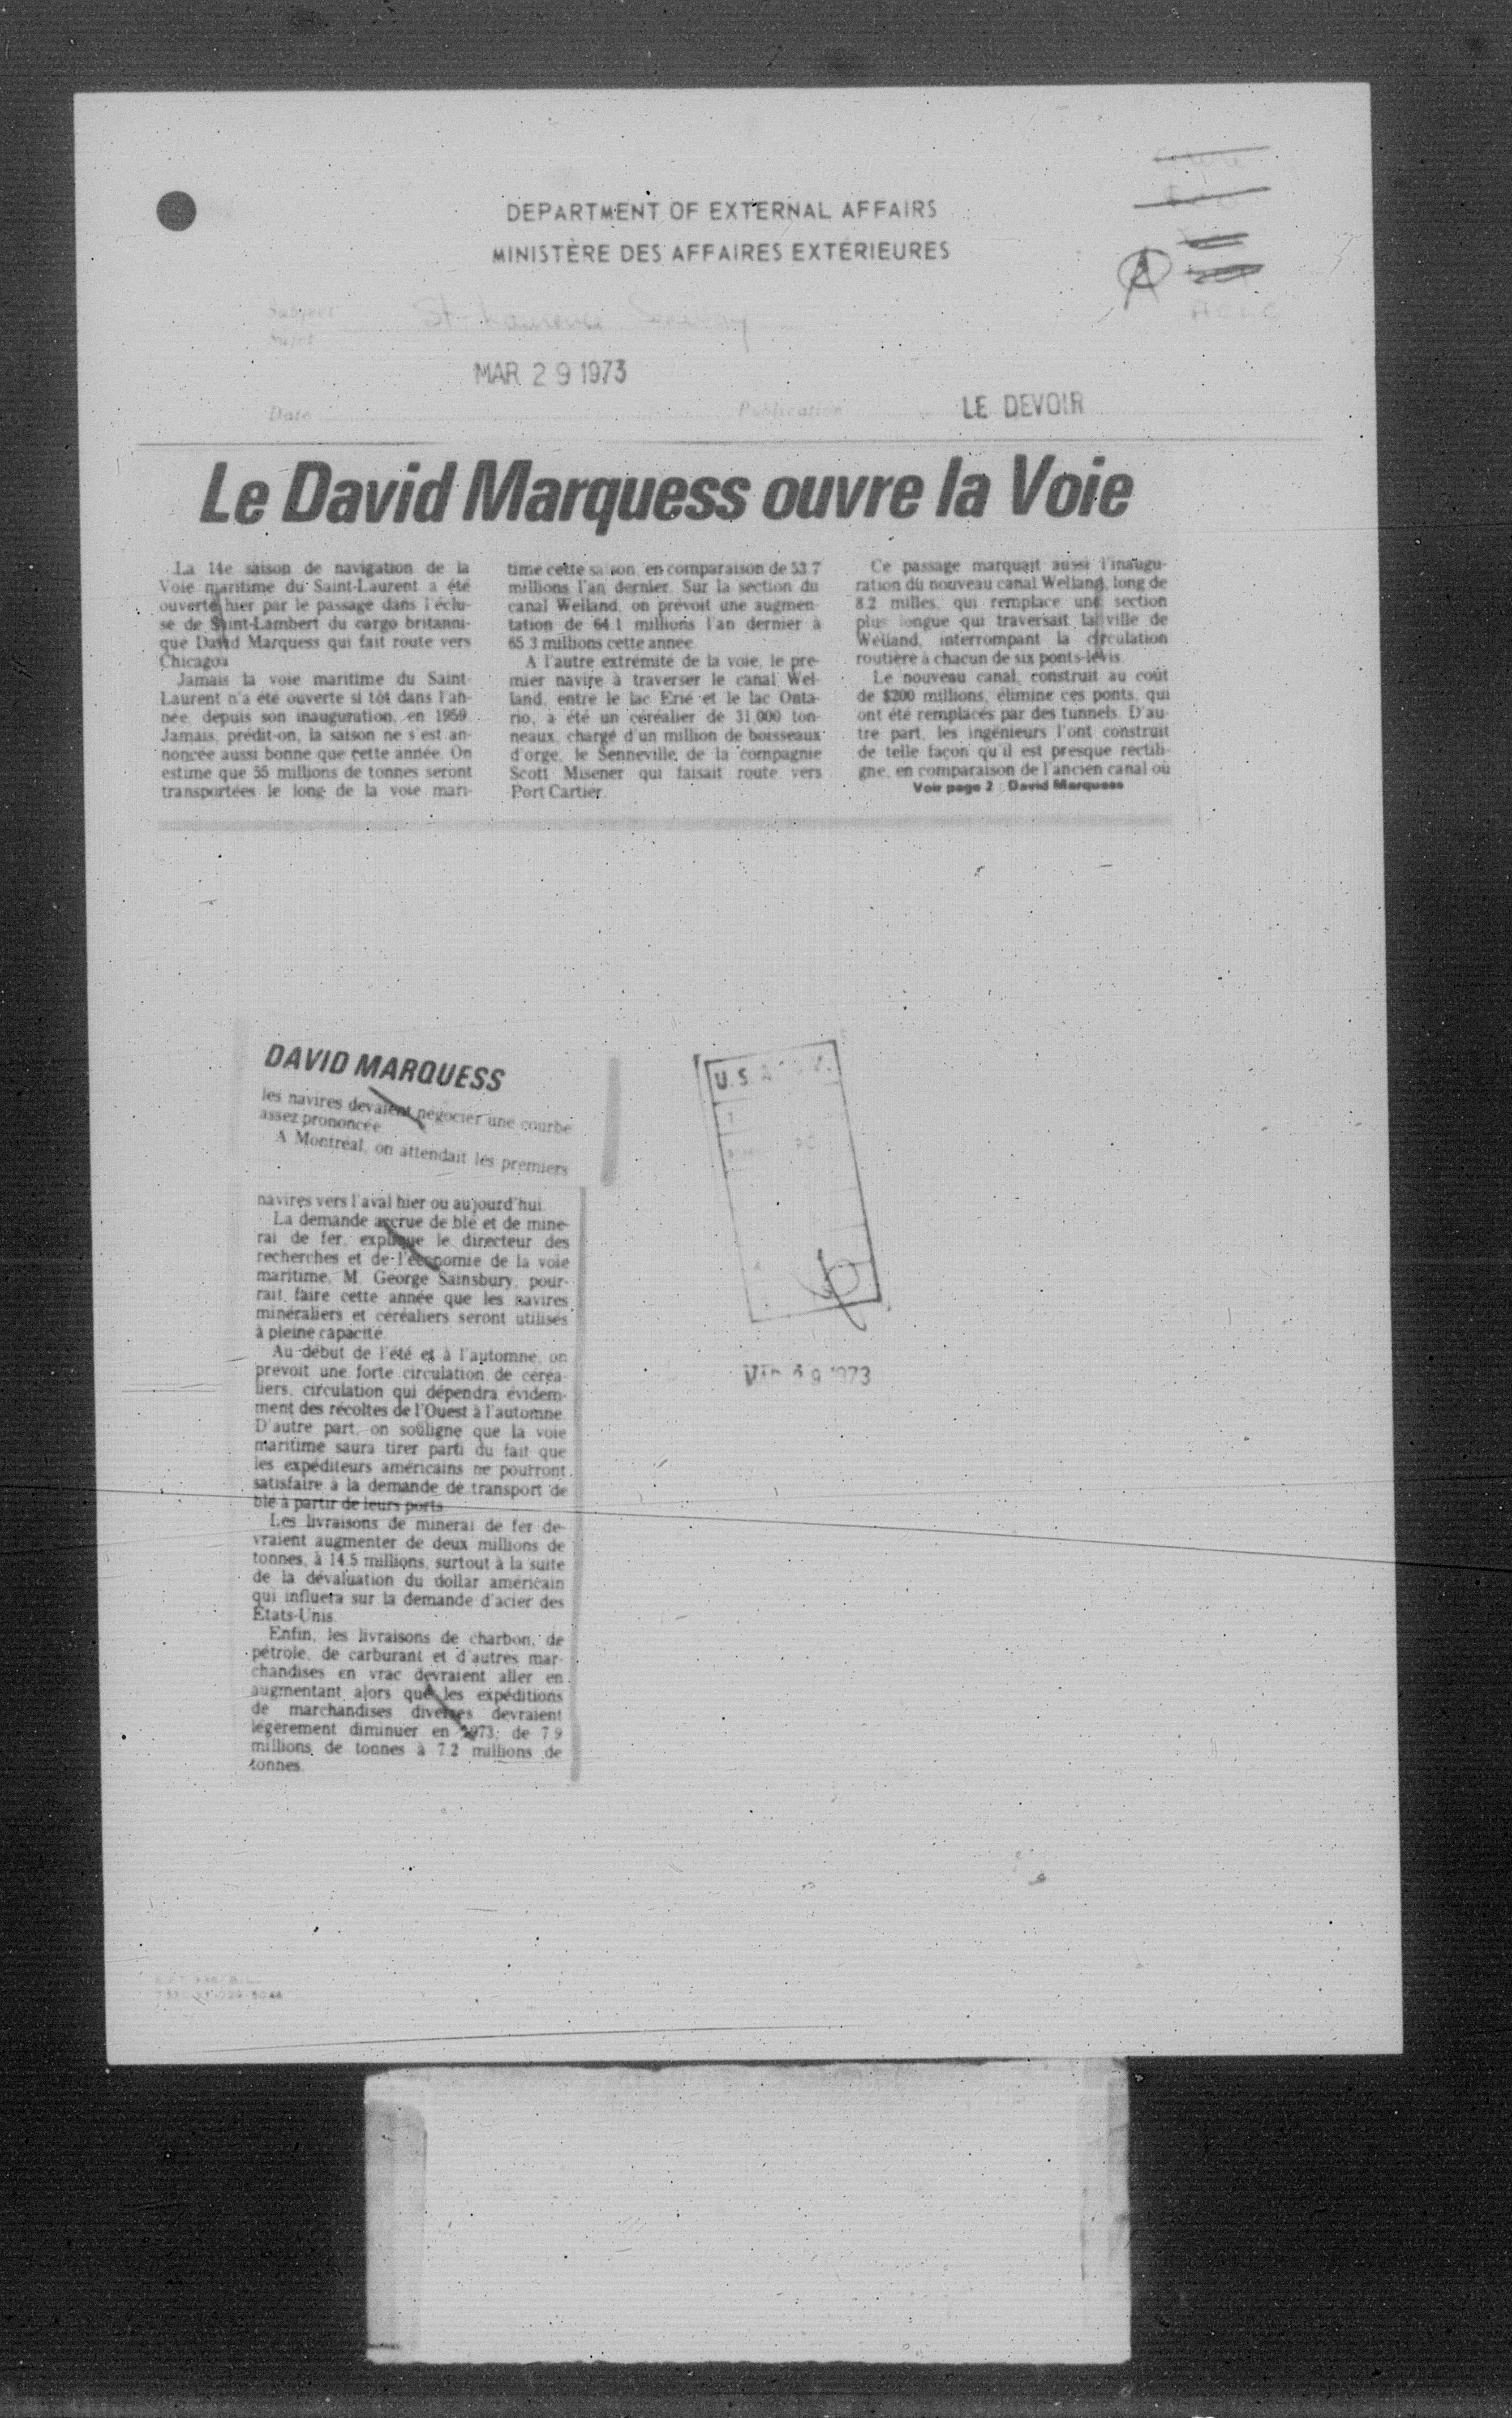 DEPARTMENT OF EXTERNAL AFFAIRS
MINISTÈRE DES AFFAIRES EXTÉRIEURES
A
Subject
Sujet
St-Laurence Seaway
MAR 29 1973
Date
Publication
LE DEVOIR
Le David Marquess ouvre la Voie
La 14e saison de navigation de la
Voie maritime du Saint-Laurent a été
ouverte hier par le passage dans l'éclu-
se de Saint-Lambert du cargo britanni-
que David Marquess qui fait route vers
Chicago.
Jamais la voie maritime du Saint-
Laurent n'a été ouverte si tôt dans l'an-
née, depuis son inauguration, en 1959.
Jamais, prédit-on, la saison ne s'est an-
noncée aussi bonne que cette année. On
estime que 55 millions de tonnes seront
transportées le long de la voie mari-
time cette saison, en comparaison de 53.7
millions l'an dernier. Sur la section du
canal Welland, on prévoit une augmen-
tation de 64.1 millions l'an dernier à
65.3 millions cette année.
A l'autre extrémité de la voie, le pre-
mier navire à traverser le canal Wel-
land, entre le lac Erié et le lac Onta-
rio, a été un céréalier de 31,000 ton-
neaux, chargé d'un million de boisseaux
d'orge, le Senneville, de la compagnie
Scott Misener qui faisait route vers
Port Cartier.
Ce passage marquait aussi l'inaugu-
ration du nouveau canal Welland, long de
8.2 milles, qui remplace une section
plus longue qui traversait la ville de
Welland, interrompant la circulation
routière à chacun de six ponts-levis.
Le nouveau canal, construit au coût
de $200 millions, élimine ces ponts, qui
ont été remplacés par des tunnels. D'au-
tre part, les ingénieurs l'ont construit
de telle façon qu'il est presque rectili-
gne, en comparaison de l'ancien canal où
Voir page 2 : David Marquess
DAVID MARQUESS
les navires devaient négocier une courbe
assez prononcée.
A Montréal, on attendait les premiers
navires vers l'aval hier ou aujourd'hui.
La demande accrue de blé et de mine-
rai de fer, explique le directeur des
recherches et de l'économie de la voie
maritime, M. George Sainsbury, pour-
rait faire cette année que les navires
minéraliers et céréaliers seront utilisés
à pleine capacité.
Au début de l'été et à l'automne, on
prévoit une forte circulation de céréa-
liers, circulation qui dépendra évidem-
ment des récoltes de l'Ouest à l'automne.
D'autre part, on souligne que la voie
maritime saura tirer parti du fait que
les expéditeurs américains ne pourront
satisfaire à la demande de transport de
blé à partir de leurs ports.
Les livraisons de minerai de fer de-
vraient augmenter de deux millions de
tonnes, à 14.5 millions, surtout à la suite
de la dévaluation du dollar américain
qui influera sur la demande d'acier des
Etats-Unis.
Enfin, les livraisons de charbon, de
pétrole, de carburant et d'autres mar-
chandises en vrac devraient aller en
augmentant alors que les expéditions
de marchandises diverses devraient
légèrement diminuer en 1973: de 7.9
millions de tonnes à 7.2 millions de
tonnes.
U.S.